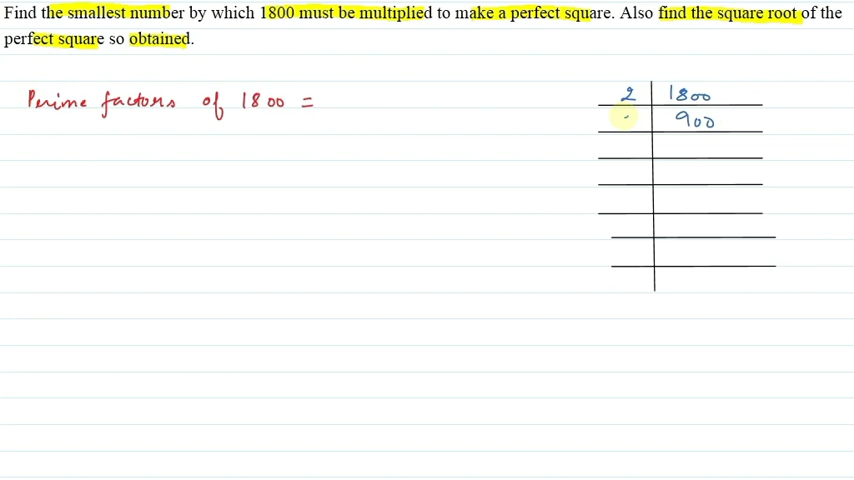 Find the smallest number by which 1800 must be multiplied to make a perfect square. Also find the square root of the
perfect square so obtained.
Prime factors of 1800 =
2 1800
900